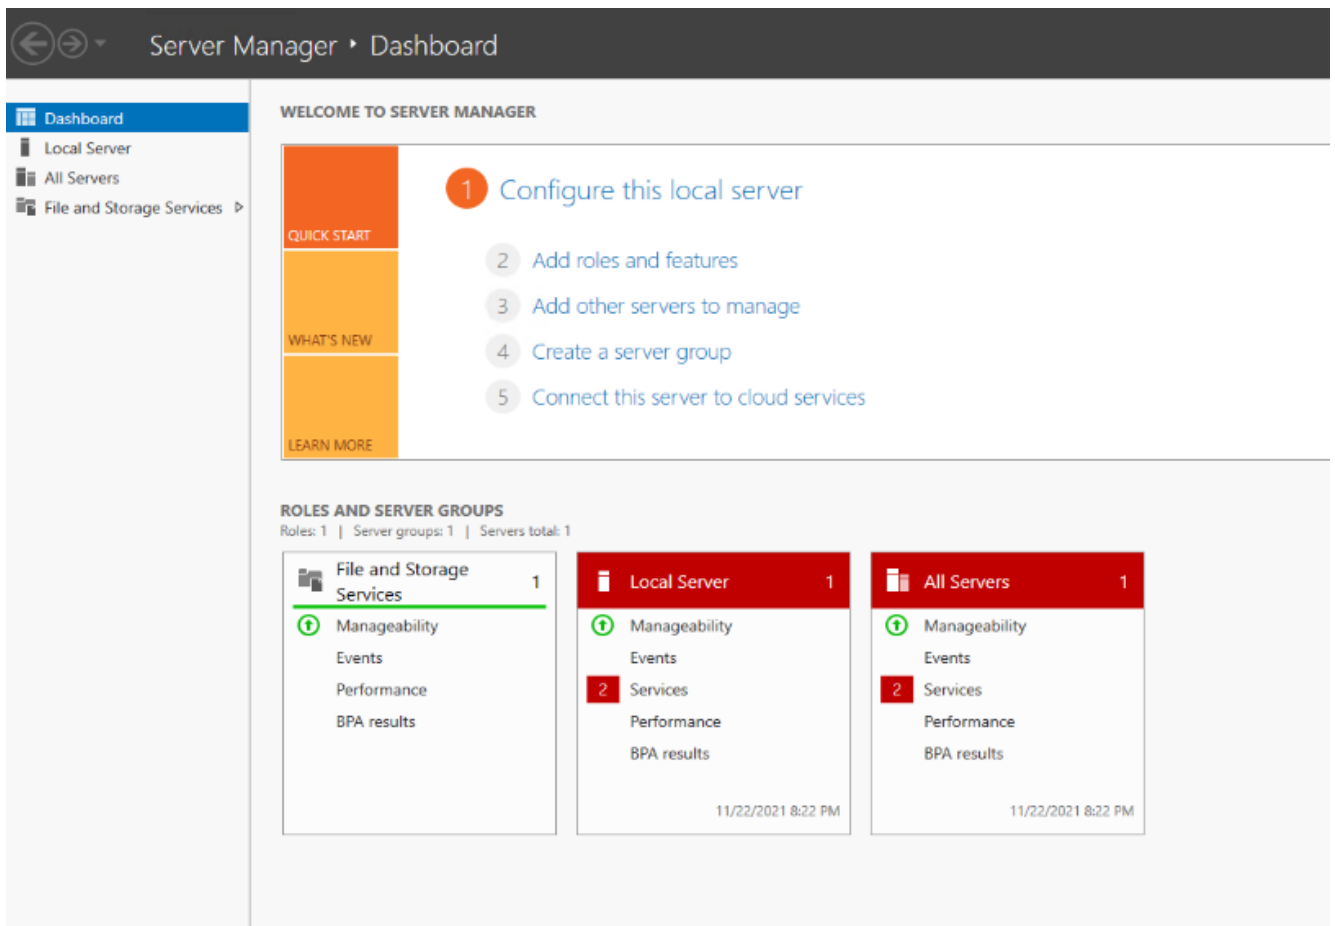 Server Manager ‣ Dashboard
Dashboard
Local Server
All Servers
File and Storage Services
WELCOME TO SERVER MANAGER
QUICK START
WHAT'S NEW
LEARN MORE
1 Configure this local server
2 Add roles and features
3 Add other servers to manage
4 Create a server group
5 Connect this server to cloud services
ROLES AND SERVER GROUPS
Roles: 1 | Server groups: 1 | Servers total: 1
File and Storage
Services 1
Manageability
Events
Performance
BPA results
Local Server 1
Manageability
Events
2 Services
Performance
BPA results
11/22/2021 8:22 PM
All Servers 1
Manageability
Events
2 Services
Performance
BPA results
11/22/2021 8:22 PM